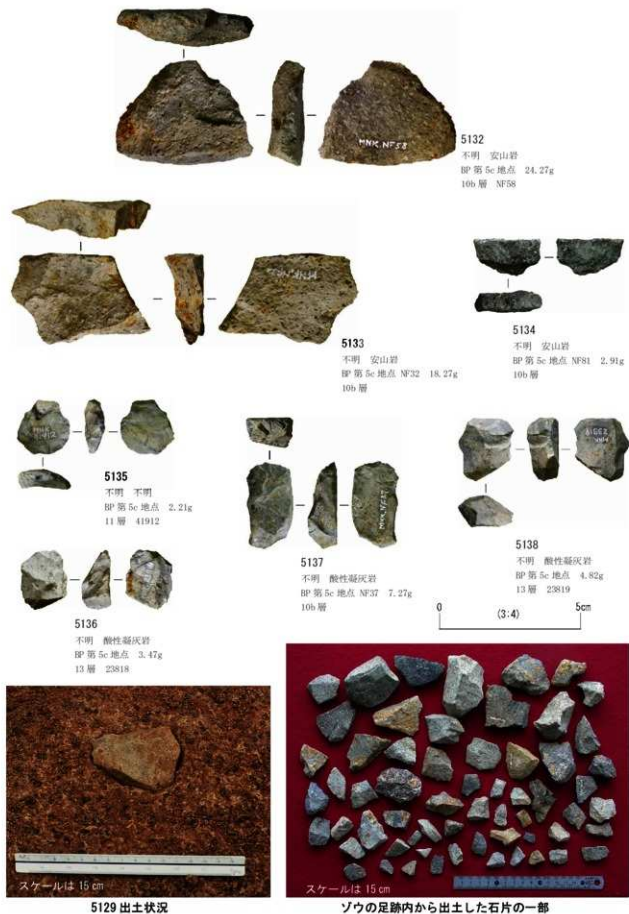 MNK.NF58
5132
不明 安山岩
BP 第 5c 地点 24.27g
10b 層 NF58
5133
不明 安山岩
BP 第 5c 地点 NF32 18.27g
10b 層
5134
不明 安山岩
BP 第 5c 地点 NF81 2.91g
10b 層
5135
不明 不明
BP 第 5c 地点 2.21g
11 層 41912
5136
不明 酸性凝灰岩
BP 第 5c 地点 3.47g
13 層 23818
MNK.NF37
5137
不明 酸性凝灰岩
BP 第 5c 地点 NF37 7.27g
10b 層
5138
不明 酸性凝灰岩
BP 第 5c 地点 4.82g
13 層 23819
0 (3:4) 5cm
スケールは 15 cm
5129 出土状況
スケールは 15 cm
ゾウの足跡内から出土した石片の一部